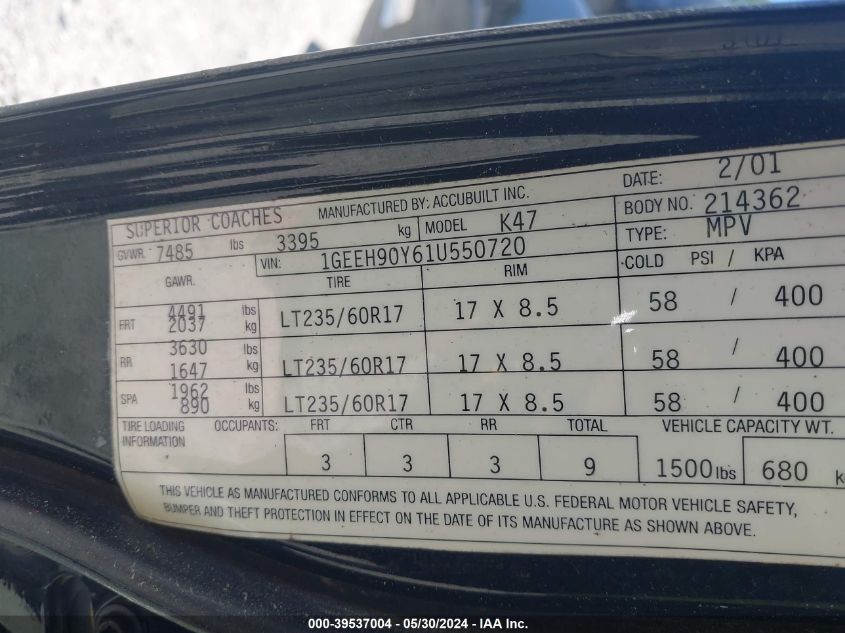 SUPERIOR COACHES MANUFACTURED BY: ACCUBUILT INC. DATE: 2/01
GVWR. 7485 lbs 3395 kg MODEL K47 BODY NO. 214362
VIN: 1GEEH90Y61U550720 TYPE: MPV
GAWR. TIRE RIM COLD PSI / KPA
FRT 4491 lbs 2037 kg LT235/60R17 17 X 8.5 58 / 400
RR 3630 lbs 1647 kg LT235/60R17 17 X 8.5 58 / 400
SPA 1962 lbs 890 kg LT235/60R17 17 X 8.5 58 / 400
TIRE LOADING INFORMATION OCCUPANTS: FRT CTR RR TOTAL VEHICLE CAPACITY WT.
3 3 3 9 1500 lbs 680 k
THIS VEHICLE AS MANUFACTURED CONFORMS TO ALL APPLICABLE U.S. FEDERAL MOTOR VEHICLE SAFETY,
BUMPER AND THEFT PROTECTION IN EFFECT ON THE DATE OF ITS MANUFACTURE AS SHOWN ABOVE.
000-39537004 - 05/30/2024 - IAA Inc.